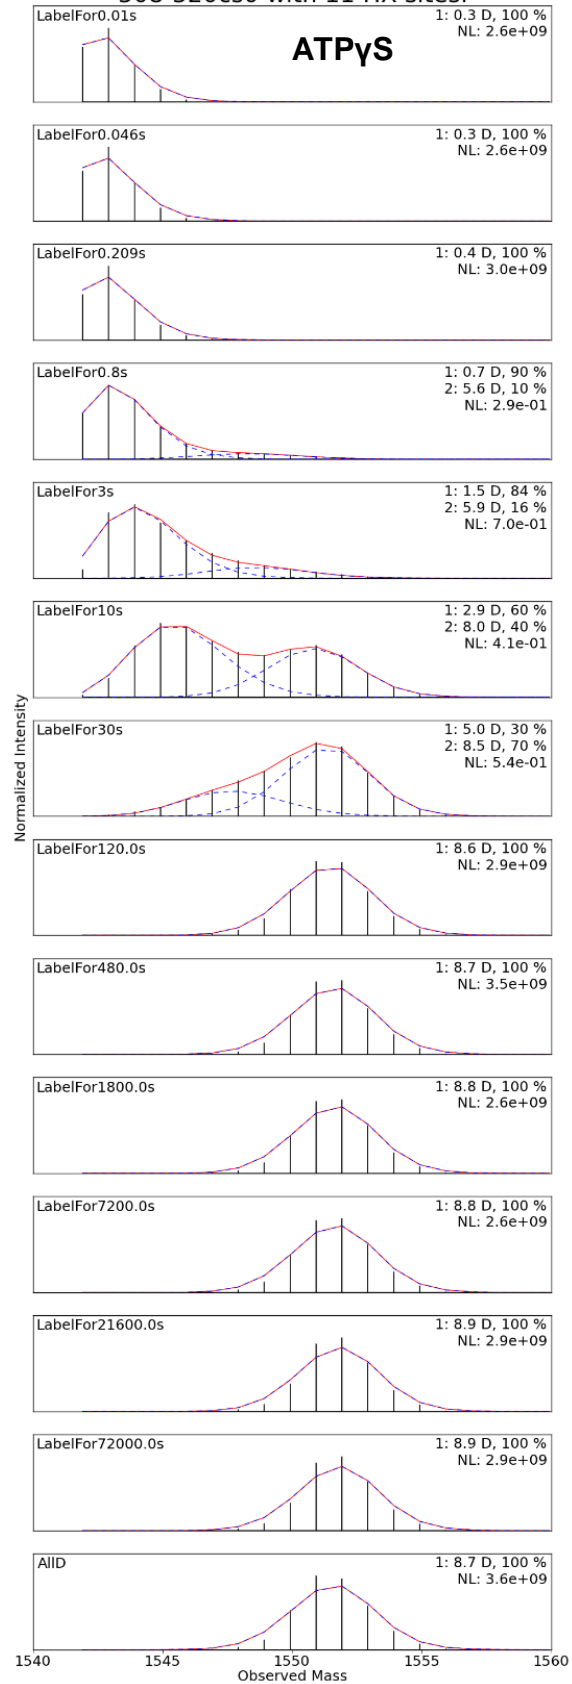 ATPγS
LabelFor0.01s
1: 0.3 D, 100 %
NL: 2.6e+09
LabelFor0.046s
1: 0.3 D, 100 %
NL: 2.6e+09
LabelFor0.209s
1: 0.4 D, 100 %
NL: 3.0e+09
LabelFor0.8s
1: 0.7 D, 90 %
2: 5.6 D, 10 %
NL: 2.9e-01
LabelFor3s
1: 1.5 D, 84 %
2: 5.9 D, 16 %
NL: 7.0e-01
LabelFor10s
1: 2.9 D, 60 %
2: 8.0 D, 40 %
NL: 4.1e-01
LabelFor30s
1: 5.0 D, 30 %
2: 8.5 D, 70 %
NL: 5.4e-01
Normalized Intensity
LabelFor120.0s
1: 8.6 D, 100 %
NL: 2.9e+09
LabelFor480.0s
1: 8.7 D, 100 %
NL: 3.5e+09
LabelFor1800.0s
1: 8.8 D, 100 %
NL: 2.6e+09
LabelFor7200.0s
1: 8.8 D, 100 %
NL: 2.6e+09
LabelFor21600.0s
1: 8.9 D, 100 %
NL: 2.9e+09
LabelFor72000.0s
1: 8.9 D, 100 %
NL: 2.9e+09
AllD
1: 8.7 D, 100 %
NL: 3.6e+09
1540 1545 1550 1555 1560
Observed Mass